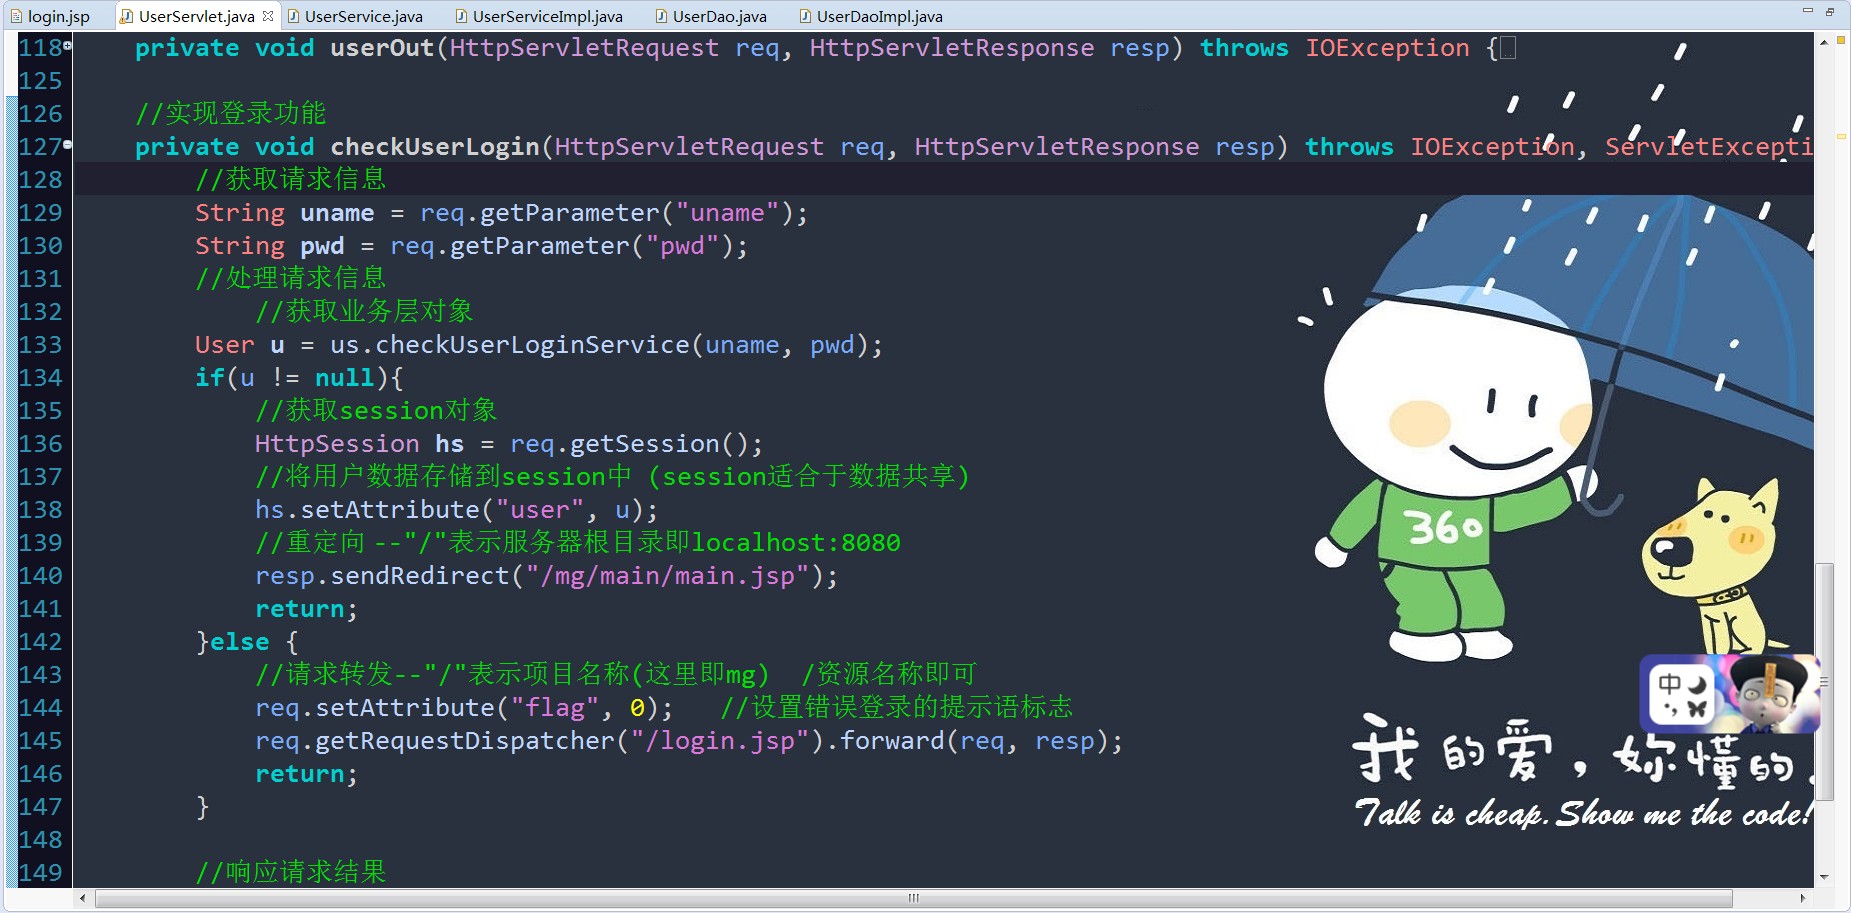 login.jsp UserServlet.java UserService.java UserServiceImpl.java UserDao.java UserDaoImpl.java
118 private void userOut(HttpServletRequest req, HttpServletResponse resp) throws IOException {
125
126 //实现登录功能
127 private void checkUserLogin(HttpServletRequest req, HttpServletResponse resp) throws IOException, ServletExcepti
128 //获取请求信息
129 String uname = req.getParameter("uname");
130 String pwd = req.getParameter("pwd");
131 //处理请求信息
132 //获取业务层对象
133 User u = us.checkUserLoginService(uname, pwd);
134 if(u != null){
135 //获取session对象
136 HttpSession hs = req.getSession();
137 //将用户数据存储到session中（session适合于数据共享）
138 hs.setAttribute("user", u);
139 //重定向 --"/"表示服务器根目录即localhost:8080
140 resp.sendRedirect("/mg/main/main.jsp");
141 return;
142 }else {
143 //请求转发--"/"表示项目名称(这里即mg) /资源名称即可
144 req.setAttribute("flag", 0); //设置错误登录的提示语标志
145 req.getRequestDispatcher("/login.jsp").forward(req, resp);
146 return;
147 }
148
149 //响应请求结果
360
中
我的爱，妳懂的.
Talk is cheap. Show me the code!